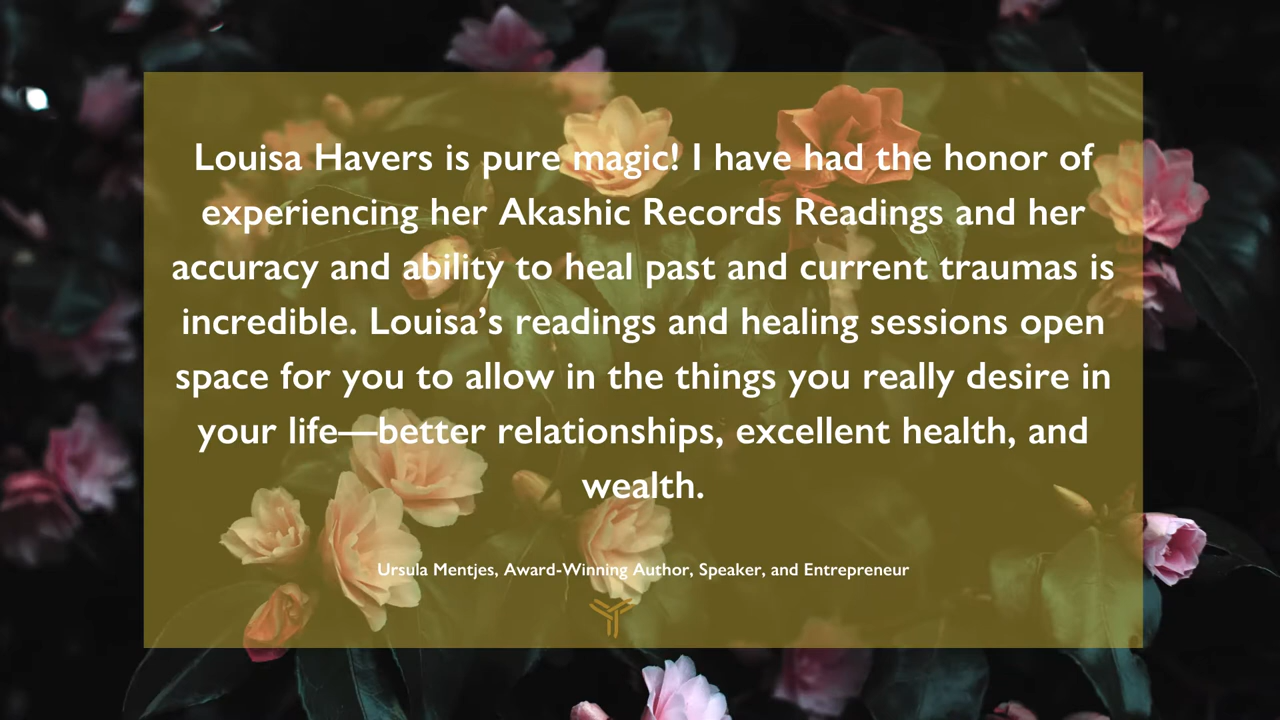 Louisa Havers is pure magic! I have had the honor of
experiencing her Akashic Records Readings and her
accuracy and ability to heal past and current traumas is
incredible. Louisa’s readings and healing sessions open
space for you to allow in the things you really desire in
your life—better relationships, excellent health, and
wealth.
Ursula Mentjes, Award-Winning Author, Speaker, and Entrepreneur